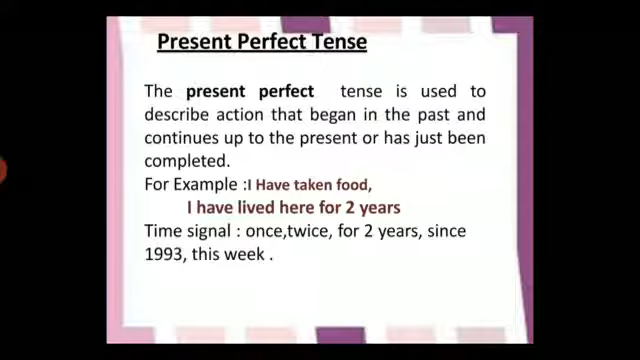 Present Perfect Tense
The present perfect tense is used to
describe action that began in the past and
continues up to the present or has just been
completed.
For Example :I Have taken food,
I have lived here for 2 years
Time signal : once,twice, for 2 years, since
1993, this week .